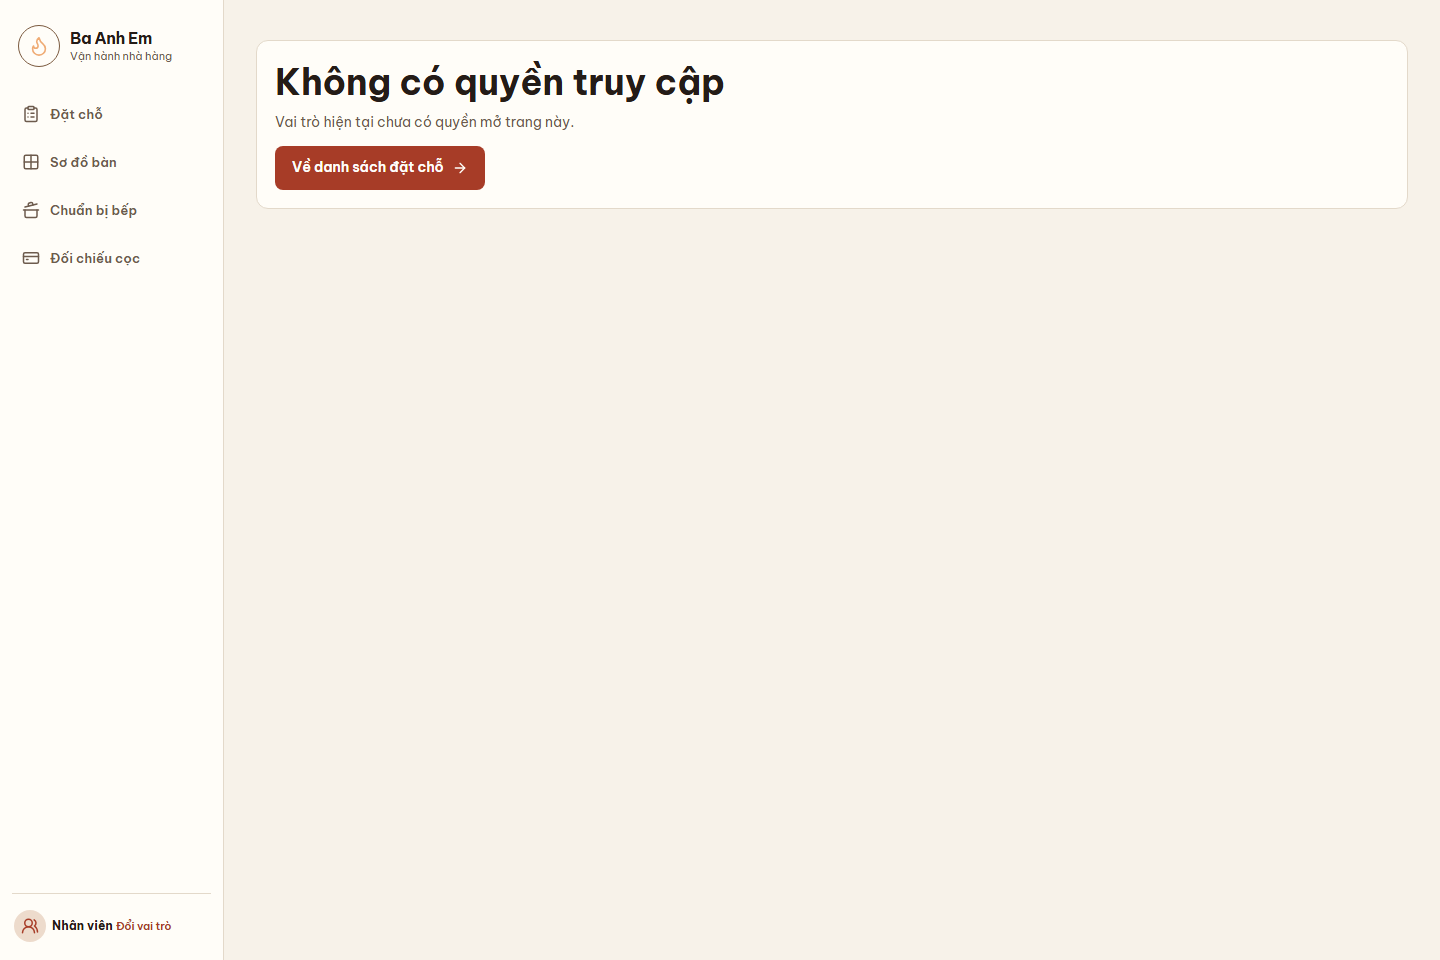 Ba Anh Em
Vận hành nhà hàng
Đặt chỗ
Sơ đồ bàn
Chuẩn bị bếp
Đối chiếu cọc
Nhân viên Đổi vai trò
Không có quyền truy cập
Vai trò hiện tại chưa có quyền mở trang này.
Về danh sách đặt chỗ